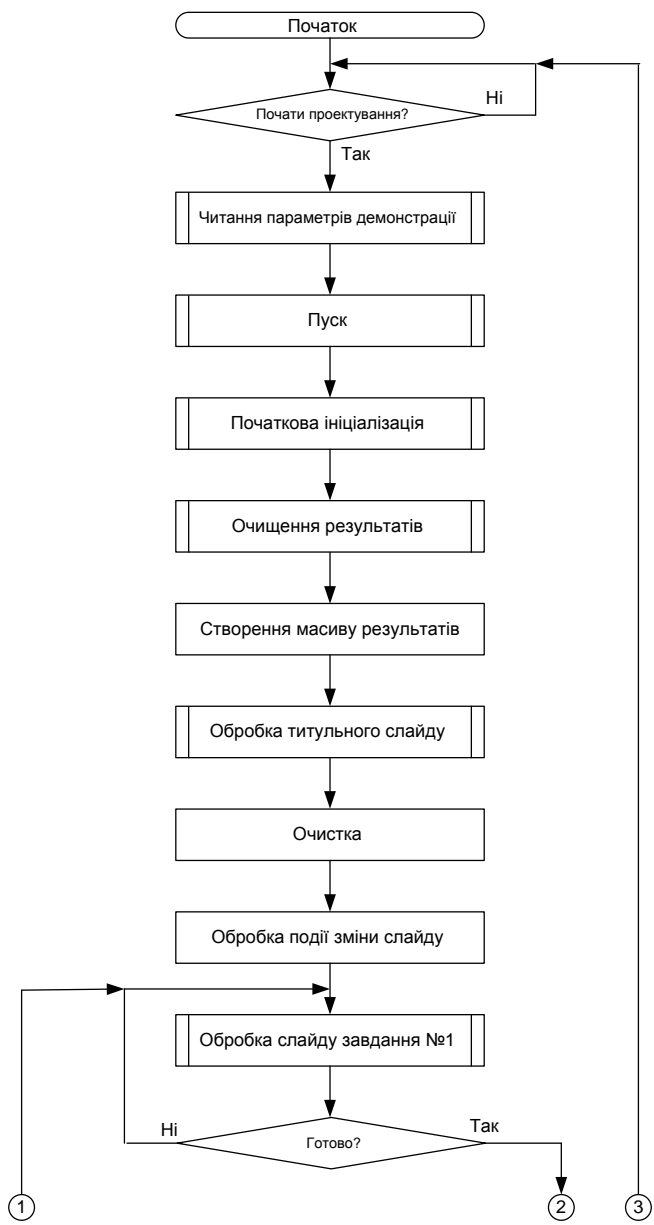 Початок
Почати проектування?
Ні
Так
Читання параметрів демонстрації
Пуск
Початкова ініціалізація
Очищення результатів
Створення масиву результатів
Обробка титульного слайду
Очистка
Обробка події зміни слайду
Обробка слайду завдання №1
Ні
Готово?
Так
1
2
3